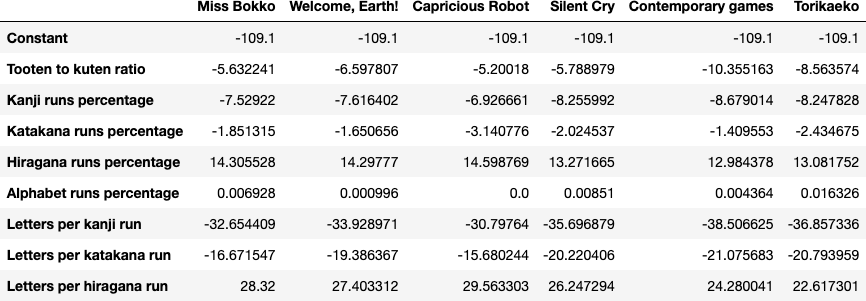 Miss Bokko Welcome, Earth! Capricious Robot Silent Cry Contemporary games Torikaeko
Constant -109.1 -109.1 -109.1 -109.1 -109.1 -109.1
Tooten to kuten ratio -5.632241 -6.597807 -5.20018 -5.788979 -10.355163 -8.563574
Kanji runs percentage -7.52922 -7.616402 -6.926661 -8.255992 -8.679014 -8.247828
Katakana runs percentage -1.851315 -1.650656 -3.140776 -2.024537 -1.409553 -2.434675
Hiragana runs percentage 14.305528 14.29777 14.598769 13.271665 12.984378 13.081752
Alphabet runs percentage 0.006928 0.000996 0.0 0.00851 0.004364 0.016326
Letters per kanji run -32.654409 -33.928971 -30.79764 -35.696879 -38.506625 -36.857336
Letters per katakana run -16.671547 -19.386367 -15.680244 -20.220406 -21.075683 -20.793959
Letters per hiragana run 28.32 27.403312 29.563303 26.247294 24.280041 22.617301